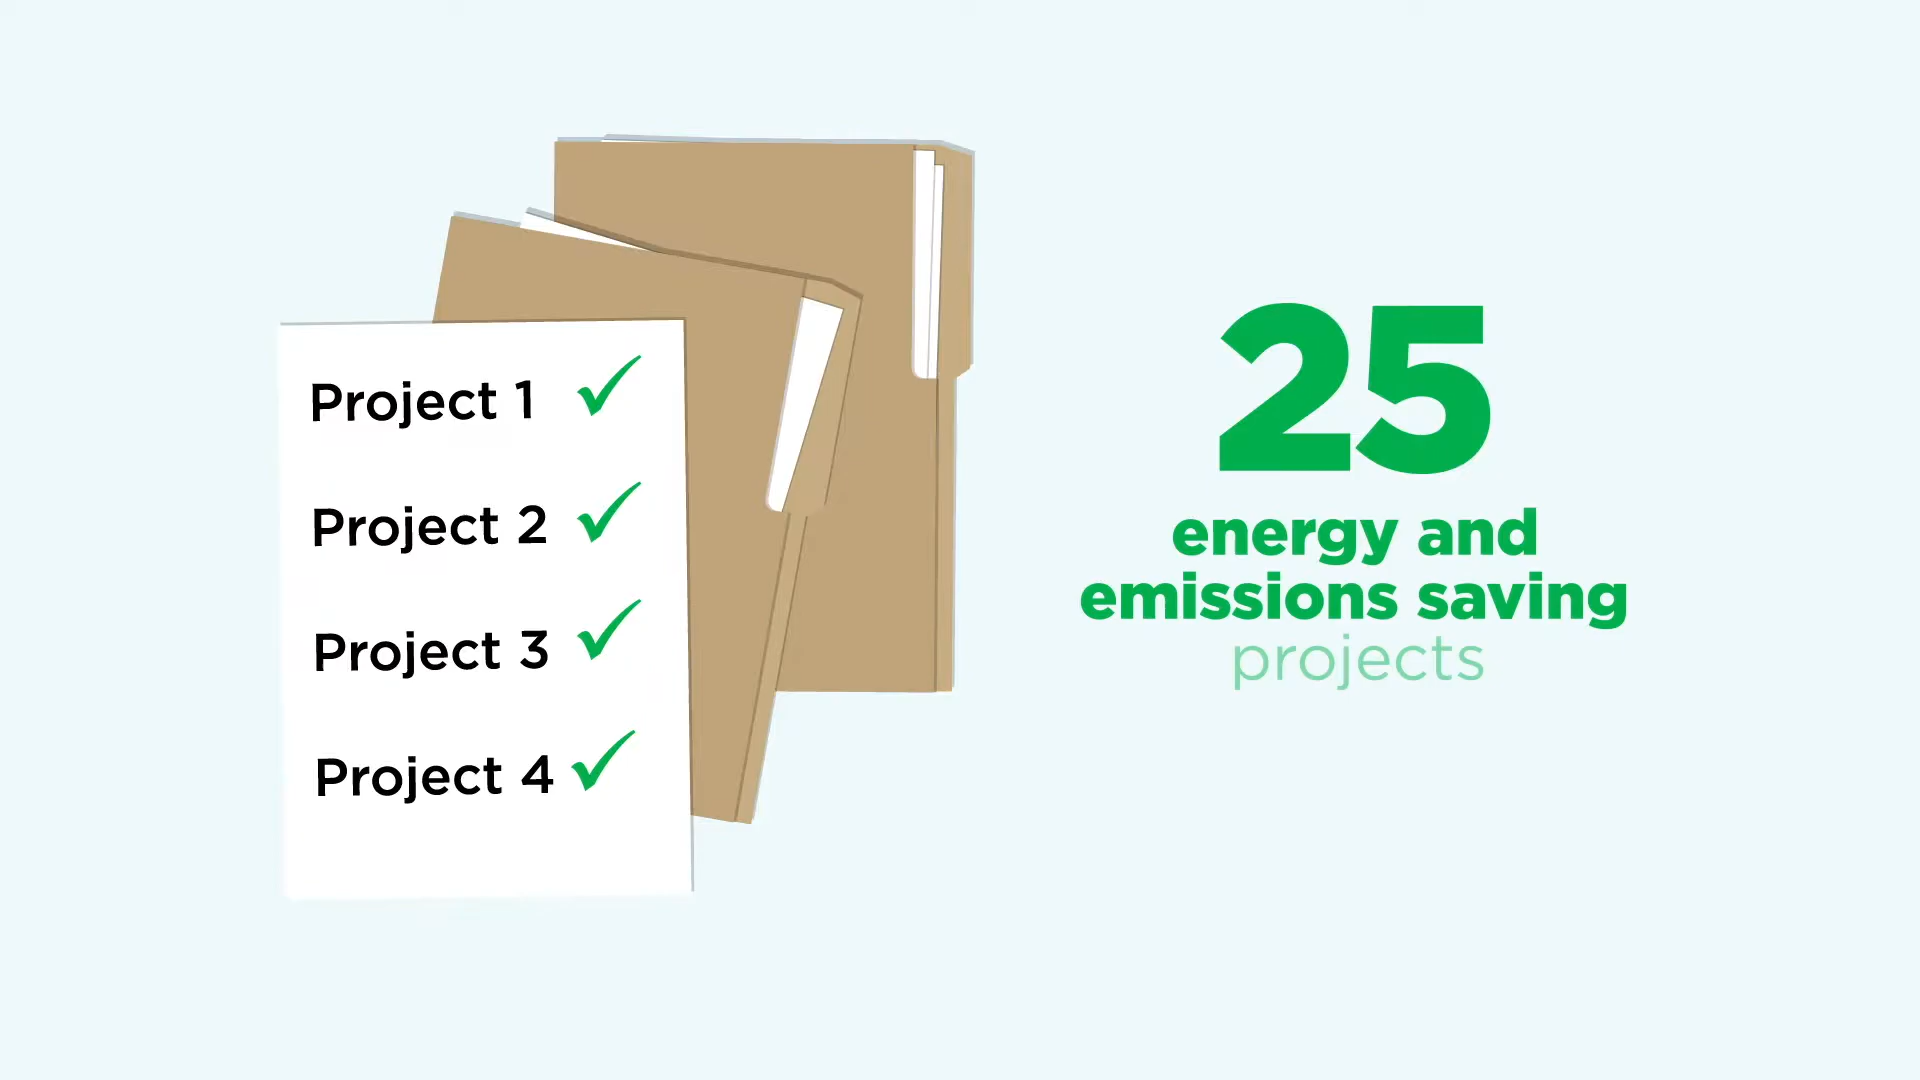 Project 1
Project 2
Project 3
Project 4
25
energy and
emissions saving
projects